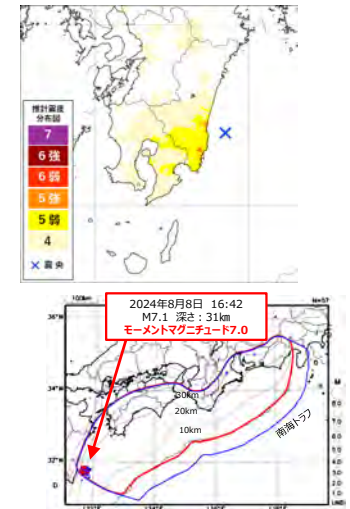 推計震度
分布図
7
6強
6弱
5強
5弱
4
× 震央
100km
2024年8月8日 16:42
M7.1 深さ：31km
モーメントマグニチュード7.0
N=57
36°N
34°N
32°N
30km
20km
10km
南海トラフ
M